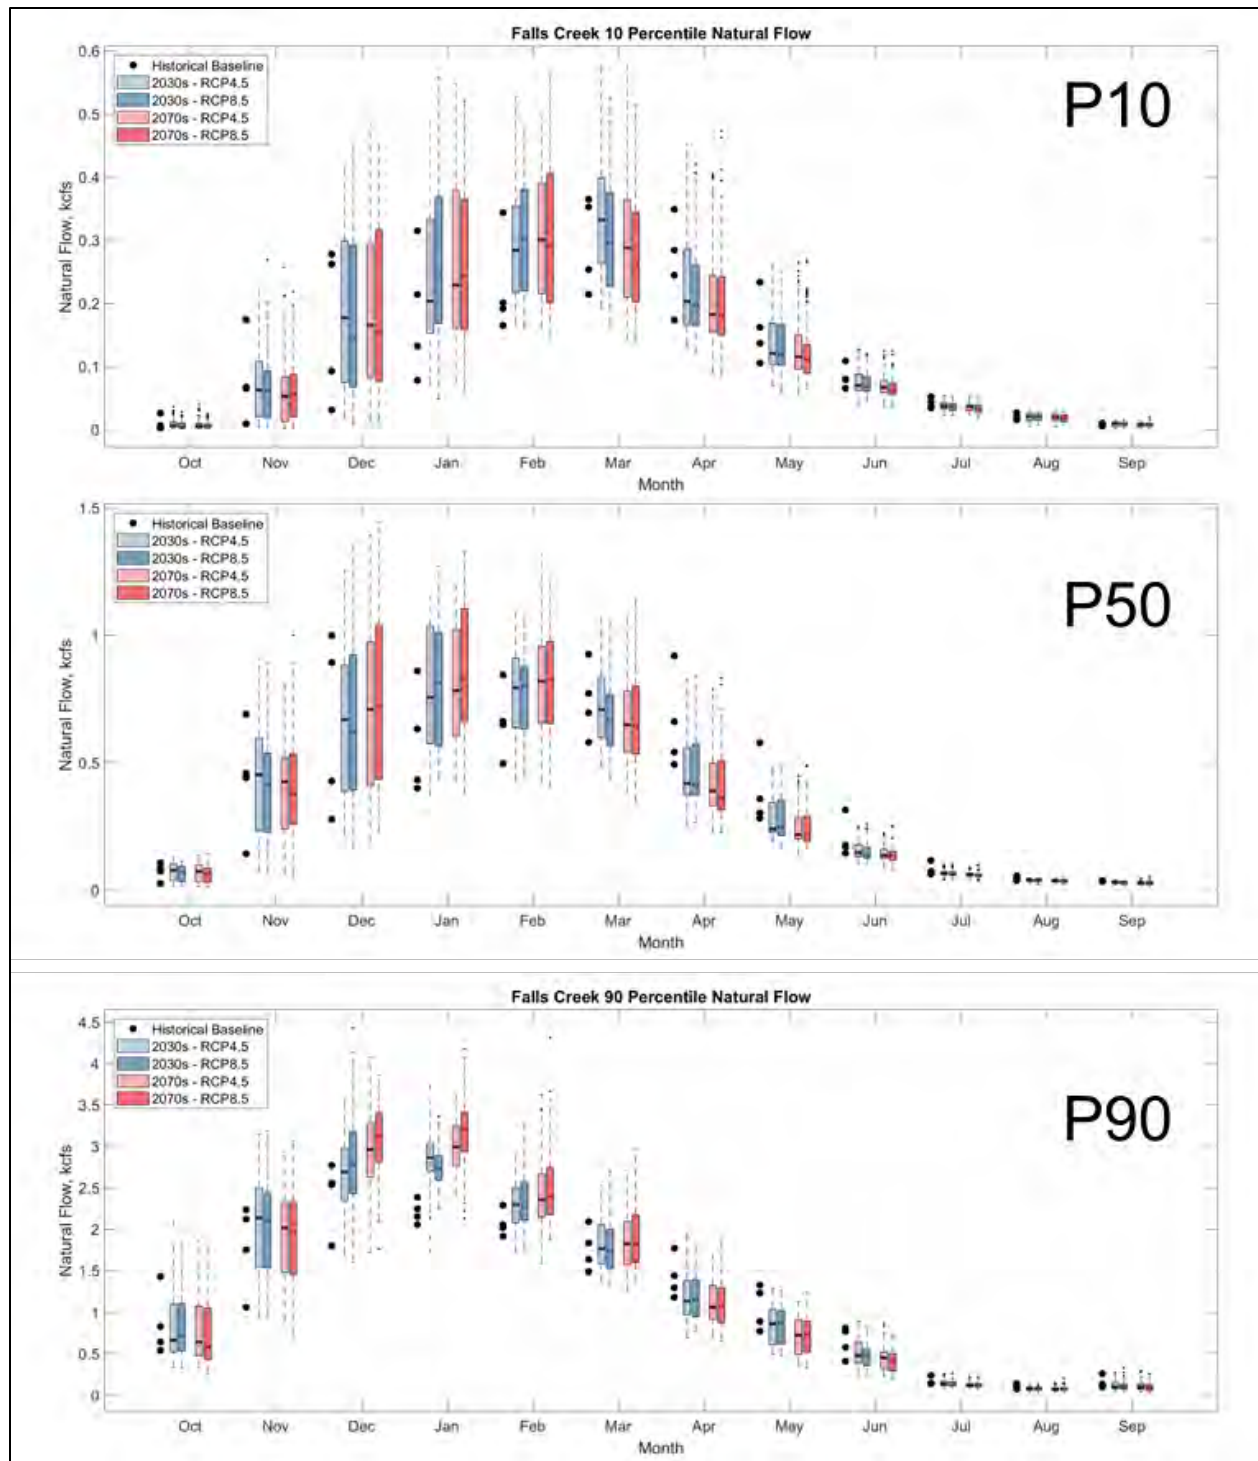 Falls Creek 10 Percentile Natural Flow
0.6
0.5
0.4
0.3
0.2
0.1
0
Natural Flow, kcfs
Historical Baseline
2030s - RCP4.5
2030s - RCP8.5
2070s - RCP4.5
2070s - RCP8.5
P10
Oct Nov Dec Jan Feb Mar Apr May Jun Jul Aug Sep
Month
1.5
1
0.5
0
Natural Flow, kcfs
Historical Baseline
2030s - RCP4.5
2030s - RCP8.5
2070s - RCP4.5
2070s - RCP8.5
P50
Oct Nov Dec Jan Feb Mar Apr May Jun Jul Aug Sep
Month
Falls Creek 90 Percentile Natural Flow
4.5
4
3.5
3
2.5
2
1.5
1
0.5
0
Natural Flow, kcfs
Historical Baseline
2030s - RCP4.5
2030s - RCP8.5
2070s - RCP4.5
2070s - RCP8.5
P90
Oct Nov Dec Jan Feb Mar Apr May Jun Jul Aug Sep
Month